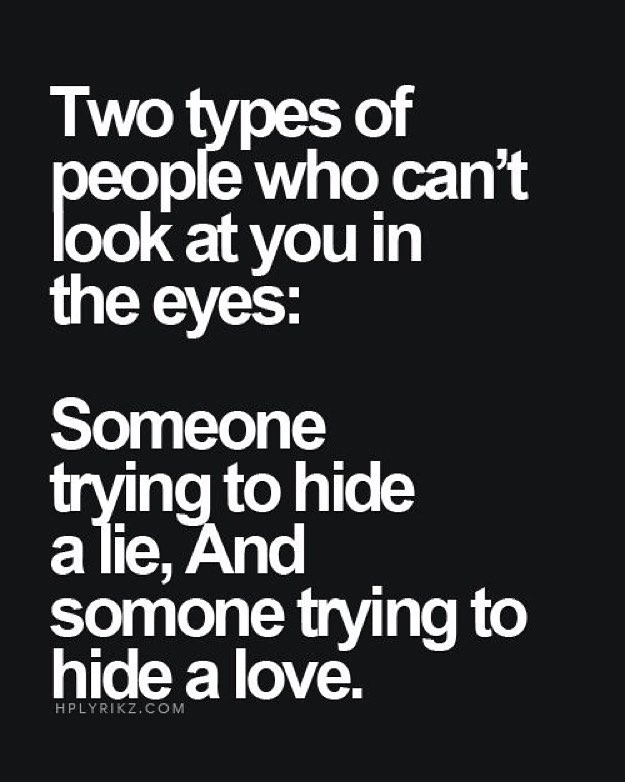 Two types of
people who can’t
look at you in
the eyes:
Someone
trying to hide
a lie, And
somone trying to
hide a love.
HPLYRIKZ.COM